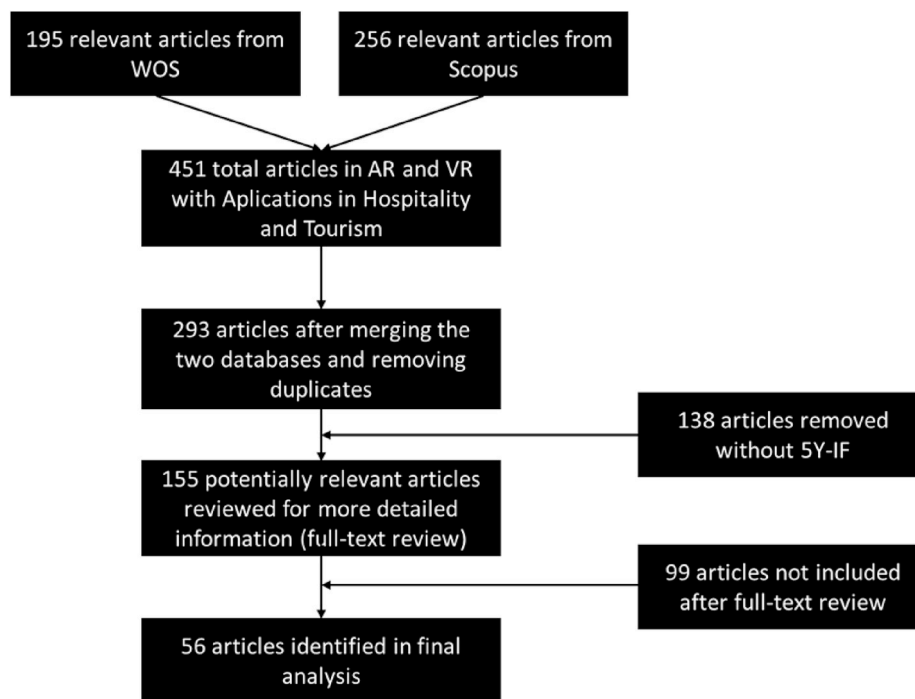 195 relevant articles from
WOS
256 relevant articles from
Scopus
451 total articles in AR and VR
with Aplications in Hospitality
and Tourism
293 articles after merging the
two databases and removing
duplicates
138 articles removed
without 5Y-IF
155 potentially relevant articles
reviewed for more detailed
information (full-text review)
99 articles not included
after full-text review
56 articles identified in final
analysis